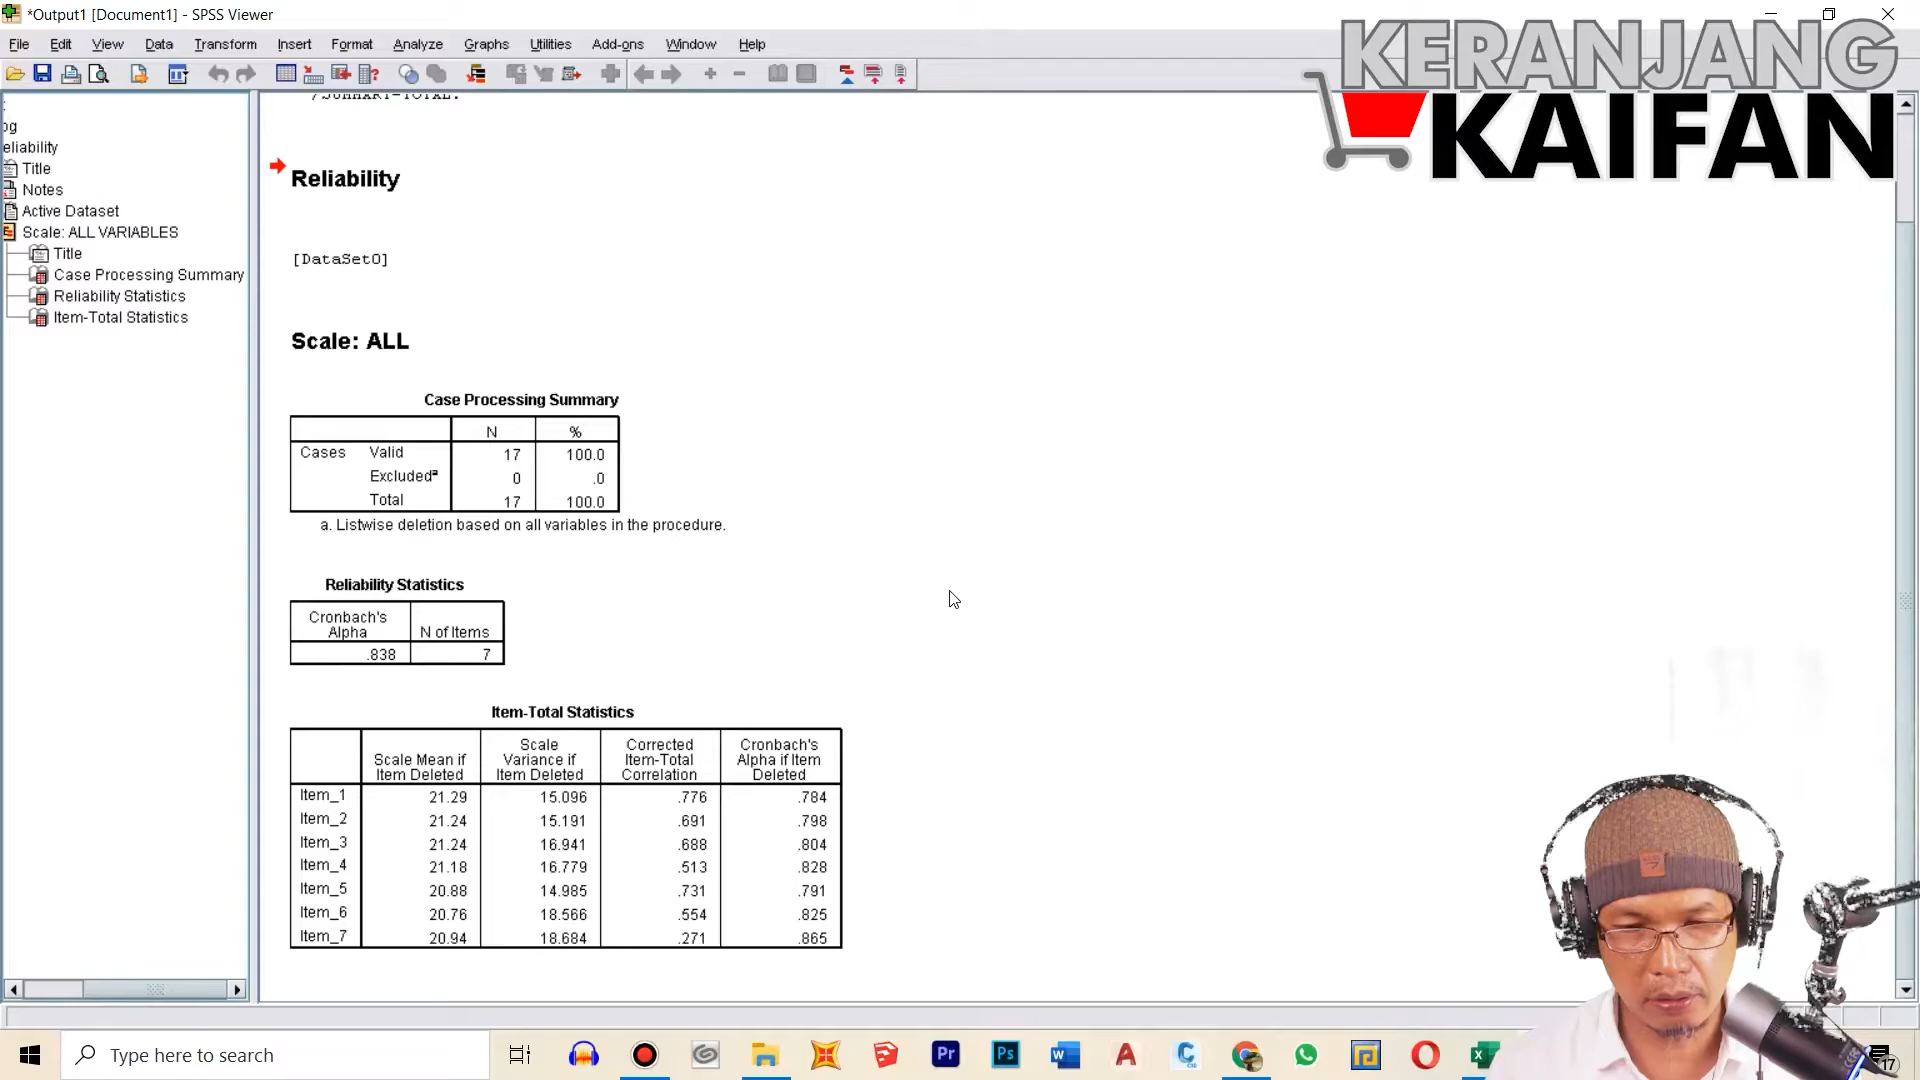 *Output1 [Document1] - SPSS Viewer
File Edit View Data Transform Insert Format Analyze Graphs Utilities Add-ons Window Help
KERANJANG
KAIFAN
/SUMMARY=TOTAL.
og
eliability
Title
Notes
Active Dataset
Scale: ALL VARIABLES
Title
Case Processing Summary
Reliability Statistics
Item-Total Statistics
Reliability
[DataSet0]
Scale: ALL
Case Processing Summary
N %
Cases Valid 17 100.0
Excludedª 0 .0
Total 17 100.0
a. Listwise deletion based on all variables in the procedure.
Reliability Statistics
Cronbach's
Alpha N of Items
.838 7
Item-Total Statistics
Scale Mean if Item Deleted Scale Variance if Item Deleted Corrected Item-Total Correlation Cronbach's Alpha if Item Deleted
Item_1 21.29 15.096 .776 .784
Item_2 21.24 15.191 .691 .798
Item_3 21.24 16.941 .688 .804
Item_4 21.18 16.779 .513 .828
Item_5 20.88 14.985 .731 .791
Item_6 20.76 18.566 .554 .825
Item_7 20.94 18.684 .271 .865
Type here to search
Pr
Ps
W
A
C
X
17